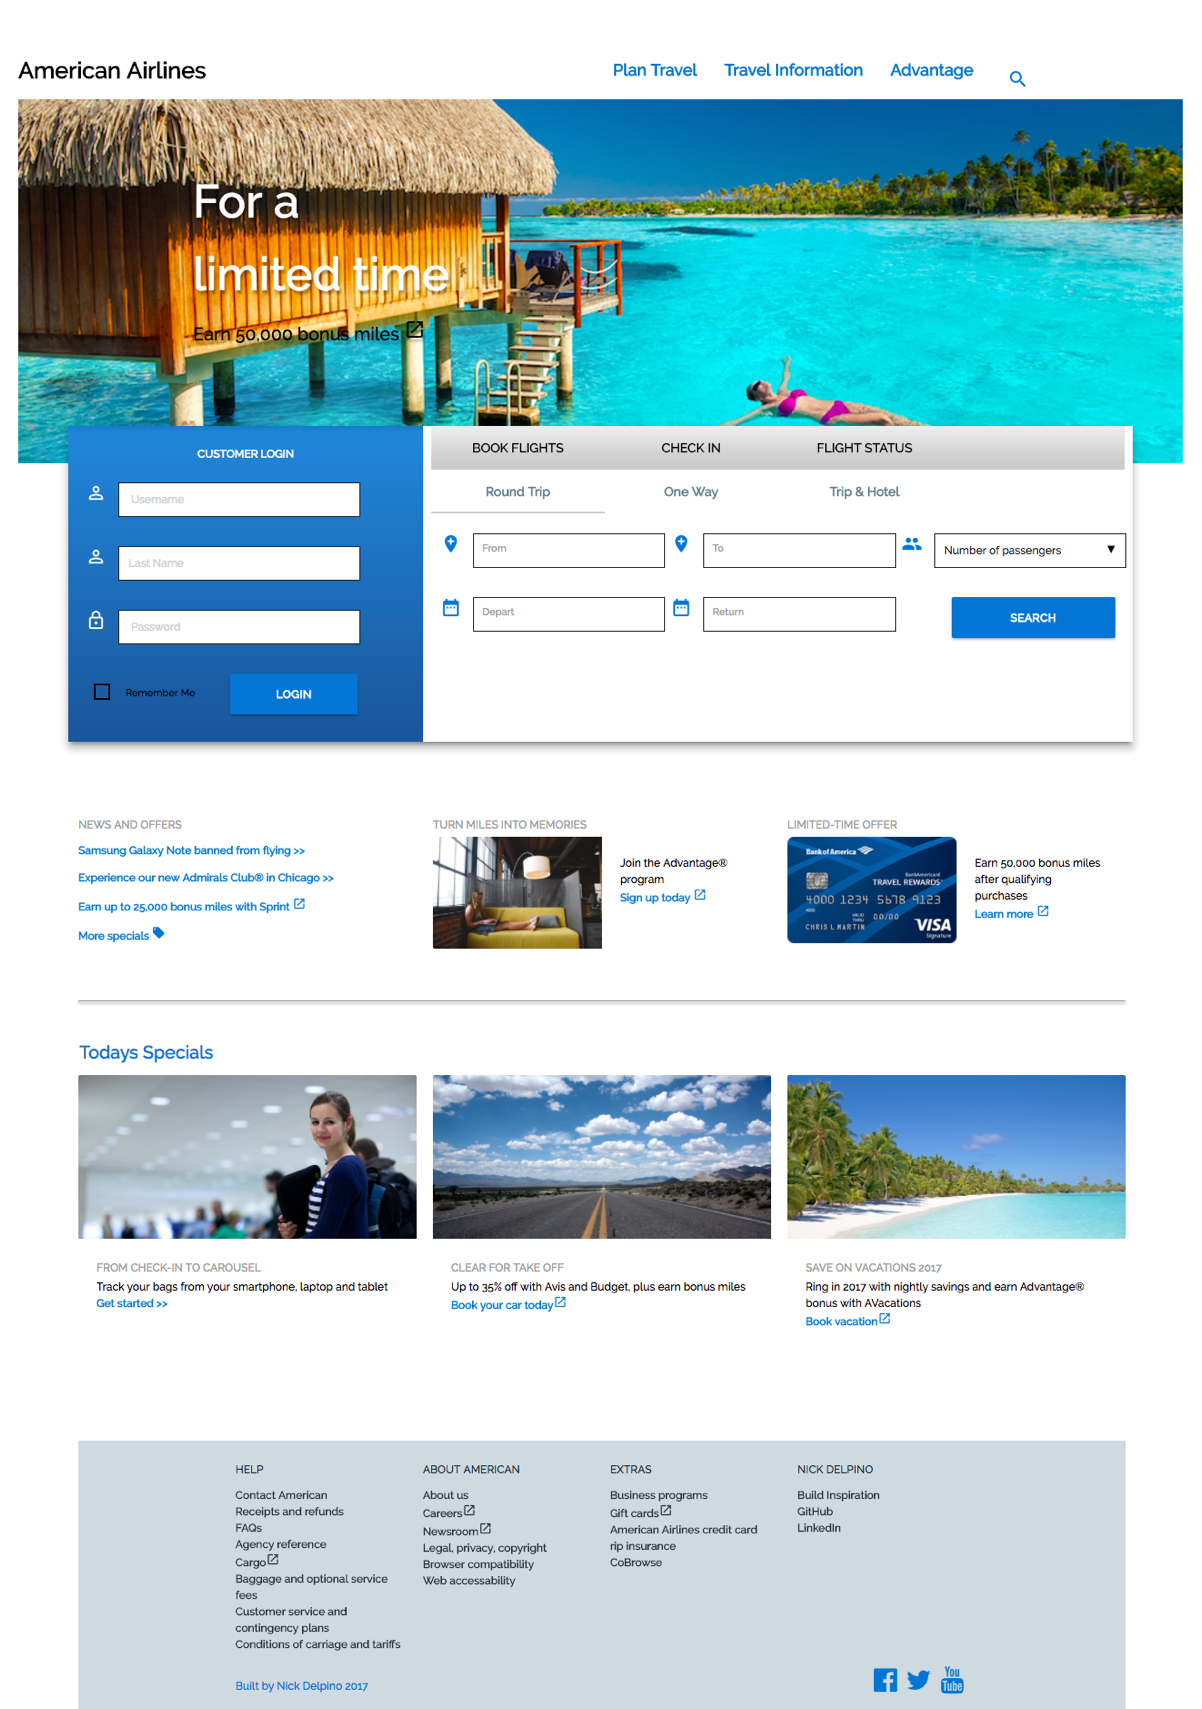 American Airlines
Plan Travel
Travel Information
Advantage
For a
limited time
Earn 50,000 bonus miles
CUSTOMER LOGIN
Username
Last Name
Password
Remember Me
LOGIN
BOOK FLIGHTS
CHECK IN
FLIGHT STATUS
Round Trip
One Way
Trip & Hotel
From
To
Number of passengers
Depart
Return
SEARCH
NEWS AND OFFERS
Samsung Galaxy Note banned from flying >>
Experience our new Admirals Club® in Chicago >>
Earn up to 25,000 bonus miles with Sprint
More specials
TURN MILES INTO MEMORIES
Join the Advantage®
program
Sign up today
LIMITED-TIME OFFER
Bank of America
BankAmericard
TRAVEL REWARDS
4000 1234 5678 9123
4000
VALID
THRU
00/00
CHRIS L MARTIN
VISA
Signature
Earn 50,000 bonus miles
after qualifying
purchases
Learn more
Todays Specials
FROM CHECK-IN TO CAROUSEL
Track your bags from your smartphone, laptop and tablet
Get started >>
CLEAR FOR TAKE OFF
Up to 35% off with Avis and Budget, plus earn bonus miles
Book your car today
SAVE ON VACATIONS 2017
Ring in 2017 with nightly savings and earn Advantage®
bonus with AVacations
Book vacation
HELP
Contact American
Receipts and refunds
FAQs
Agency reference
Cargo
Baggage and optional service
fees
Customer service and
contingency plans
Conditions of carriage and tariffs
ABOUT AMERICAN
About us
Careers
Newsroom
Legal, privacy, copyright
Browser compatibility
Web accessability
EXTRAS
Business programs
Gift cards
American Airlines credit card
rip insurance
CoBrowse
NICK DELPINO
Build Inspiration
GitHub
LinkedIn
Built by Nick Delpino 2017
You
Tube